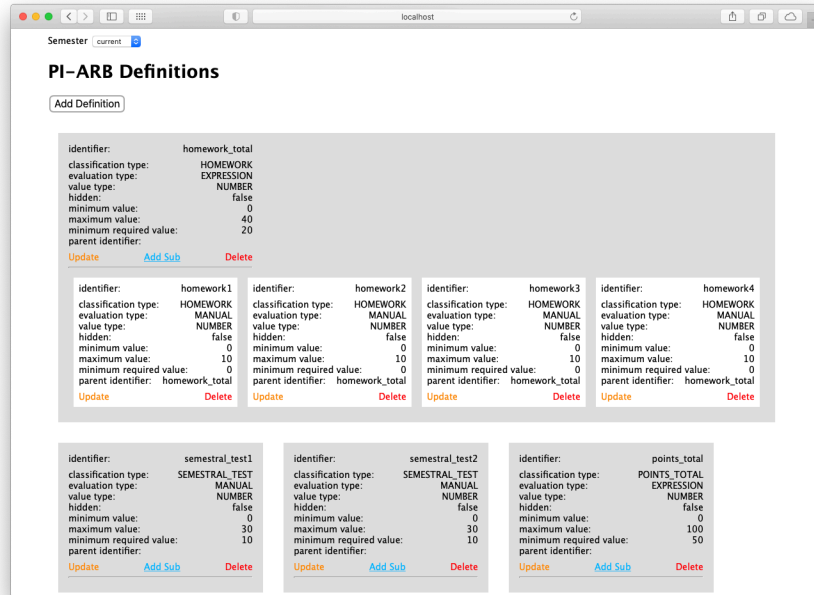 localhost
Semester current
PI-ARB Definitions
Add Definition
identifier: homework_total
classification type: HOMEWORK
evaluation type: EXPRESSION
value type: NUMBER
hidden: false
minimum value: 0
maximum value: 40
minimum required value: 20
parent identifier:
Update Add Sub Delete
identifier: homework1
classification type: HOMEWORK
evaluation type: MANUAL
value type: NUMBER
hidden: false
minimum value: 0
maximum value: 10
minimum required value: 0
parent identifier: homework_total
Update Delete
identifier: homework2
classification type: HOMEWORK
evaluation type: MANUAL
value type: NUMBER
hidden: false
minimum value: 0
maximum value: 10
minimum required value: 0
parent identifier: homework_total
Update Delete
identifier: homework3
classification type: HOMEWORK
evaluation type: MANUAL
value type: NUMBER
hidden: false
minimum value: 0
maximum value: 10
minimum required value: 0
parent identifier: homework_total
Update Delete
identifier: homework4
classification type: HOMEWORK
evaluation type: MANUAL
value type: NUMBER
hidden: false
minimum value: 0
maximum value: 10
minimum required value: 0
parent identifier: homework_total
Update Delete
identifier: semestral_test1
classification type: SEMESTRAL_TEST
evaluation type: MANUAL
value type: NUMBER
hidden: false
minimum value: 0
maximum value: 30
minimum required value: 10
parent identifier:
Update Add Sub Delete
identifier: semestral_test2
classification type: SEMESTRAL_TEST
evaluation type: MANUAL
value type: NUMBER
hidden: false
minimum value: 0
maximum value: 30
minimum required value: 10
parent identifier:
Update Add Sub Delete
identifier: points_total
classification type: POINTS_TOTAL
evaluation type: EXPRESSION
value type: NUMBER
hidden: false
minimum value: 0
maximum value: 100
minimum required value: 50
parent identifier:
Update Add Sub Delete